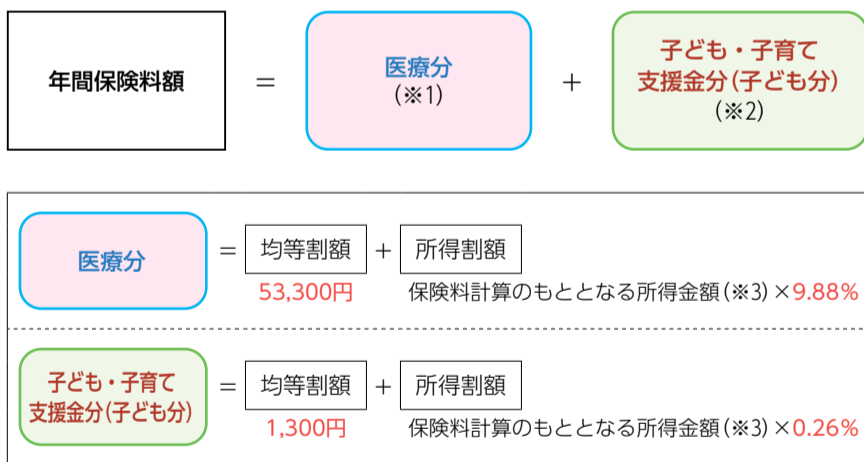 年間保険料額 = 医療分 + 子ども・子育て
支援金分(子ども分)
(※1)
(※2)
医療分 = 均等割額 + 所得割額
53,300円 保険料計算のもととなる所得金額(※3)×9.88%
子ども・子育て
支援金分(子ども分) = 均等割額 + 所得割額
1,300円 保険料計算のもととなる所得金額(※3)×0.26%